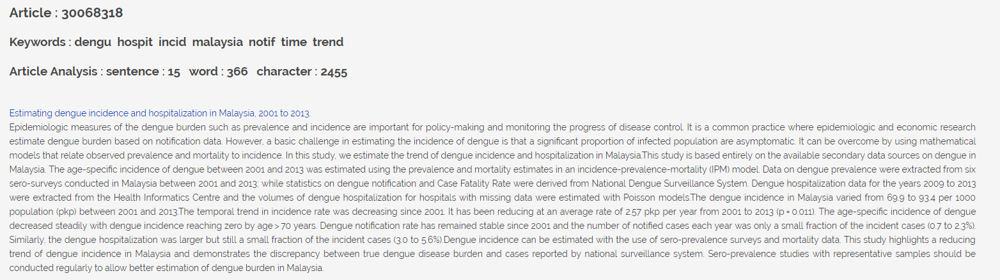 Article : 30068318
Keywords : dengu hospit incid malaysia notif time trend
Article Analysis : sentence : 15 word : 366 character : 2455
Estimating dengue incidence and hospitalization in Malaysia, 2001 to 2013.
Epidemiologic measures of the dengue burden such as prevalence and incidence are important for policy-making and monitoring the progress of disease control. It is a common practice where epidemiologic and economic research
estimate dengue burden based on notification data. However, a basic challenge in estimating the incidence of dengue is that a significant proportion of infected population are asymptomatic. It can be overcome by using mathematical
models that relate observed prevalence and mortality to incidence. In this study, we estimate the trend of dengue incidence and hospitalization in Malaysia.This study is based entirely on the available secondary data sources on dengue in
Malaysia. The age-specific incidence of dengue between 2001 and 2013 was estimated using the prevalence and mortality estimates in an incidence-prevalence-mortality (IPM) model. Data on dengue prevalence were extracted from six
sero-surveys conducted in Malaysia between 2001 and 2013; while statistics on dengue notification and Case Fatality Rate were derived from National Dengue Surveillance System. Dengue hospitalization data for the years 2009 to 2013
were extracted from the Health Informatics Centre and the volumes of dengue hospitalization for hospitals with missing data were estimated with Poisson models.The dengue incidence in Malaysia varied from 69.9 to 93.4 per 1000
population (pkp) between 2001 and 2013.The temporal trend in incidence rate was decreasing since 2001. It has been reducing at an average rate of 2.57 pkp per year from 2001 to 2013 (p = 0.011). The age-specific incidence of dengue
decreased steadily with dengue incidence reaching zero by age > 70 years. Dengue notification rate has remained stable since 2001 and the number of notified cases each year was only a small fraction of the incident cases (0.7 to 2.3%).
Similarly, the dengue hospitalization was larger but still a small fraction of the incident cases (3.0 to 5.6%).Dengue incidence can be estimated with the use of sero-prevalence surveys and mortality data. This study highlights a reducing
trend of dengue incidence in Malaysia and demonstrates the discrepancy between true dengue disease burden and cases reported by national surveillance system. Sero-prevalence studies with representative samples should be
conducted regularly to allow better estimation of dengue burden in Malaysia.